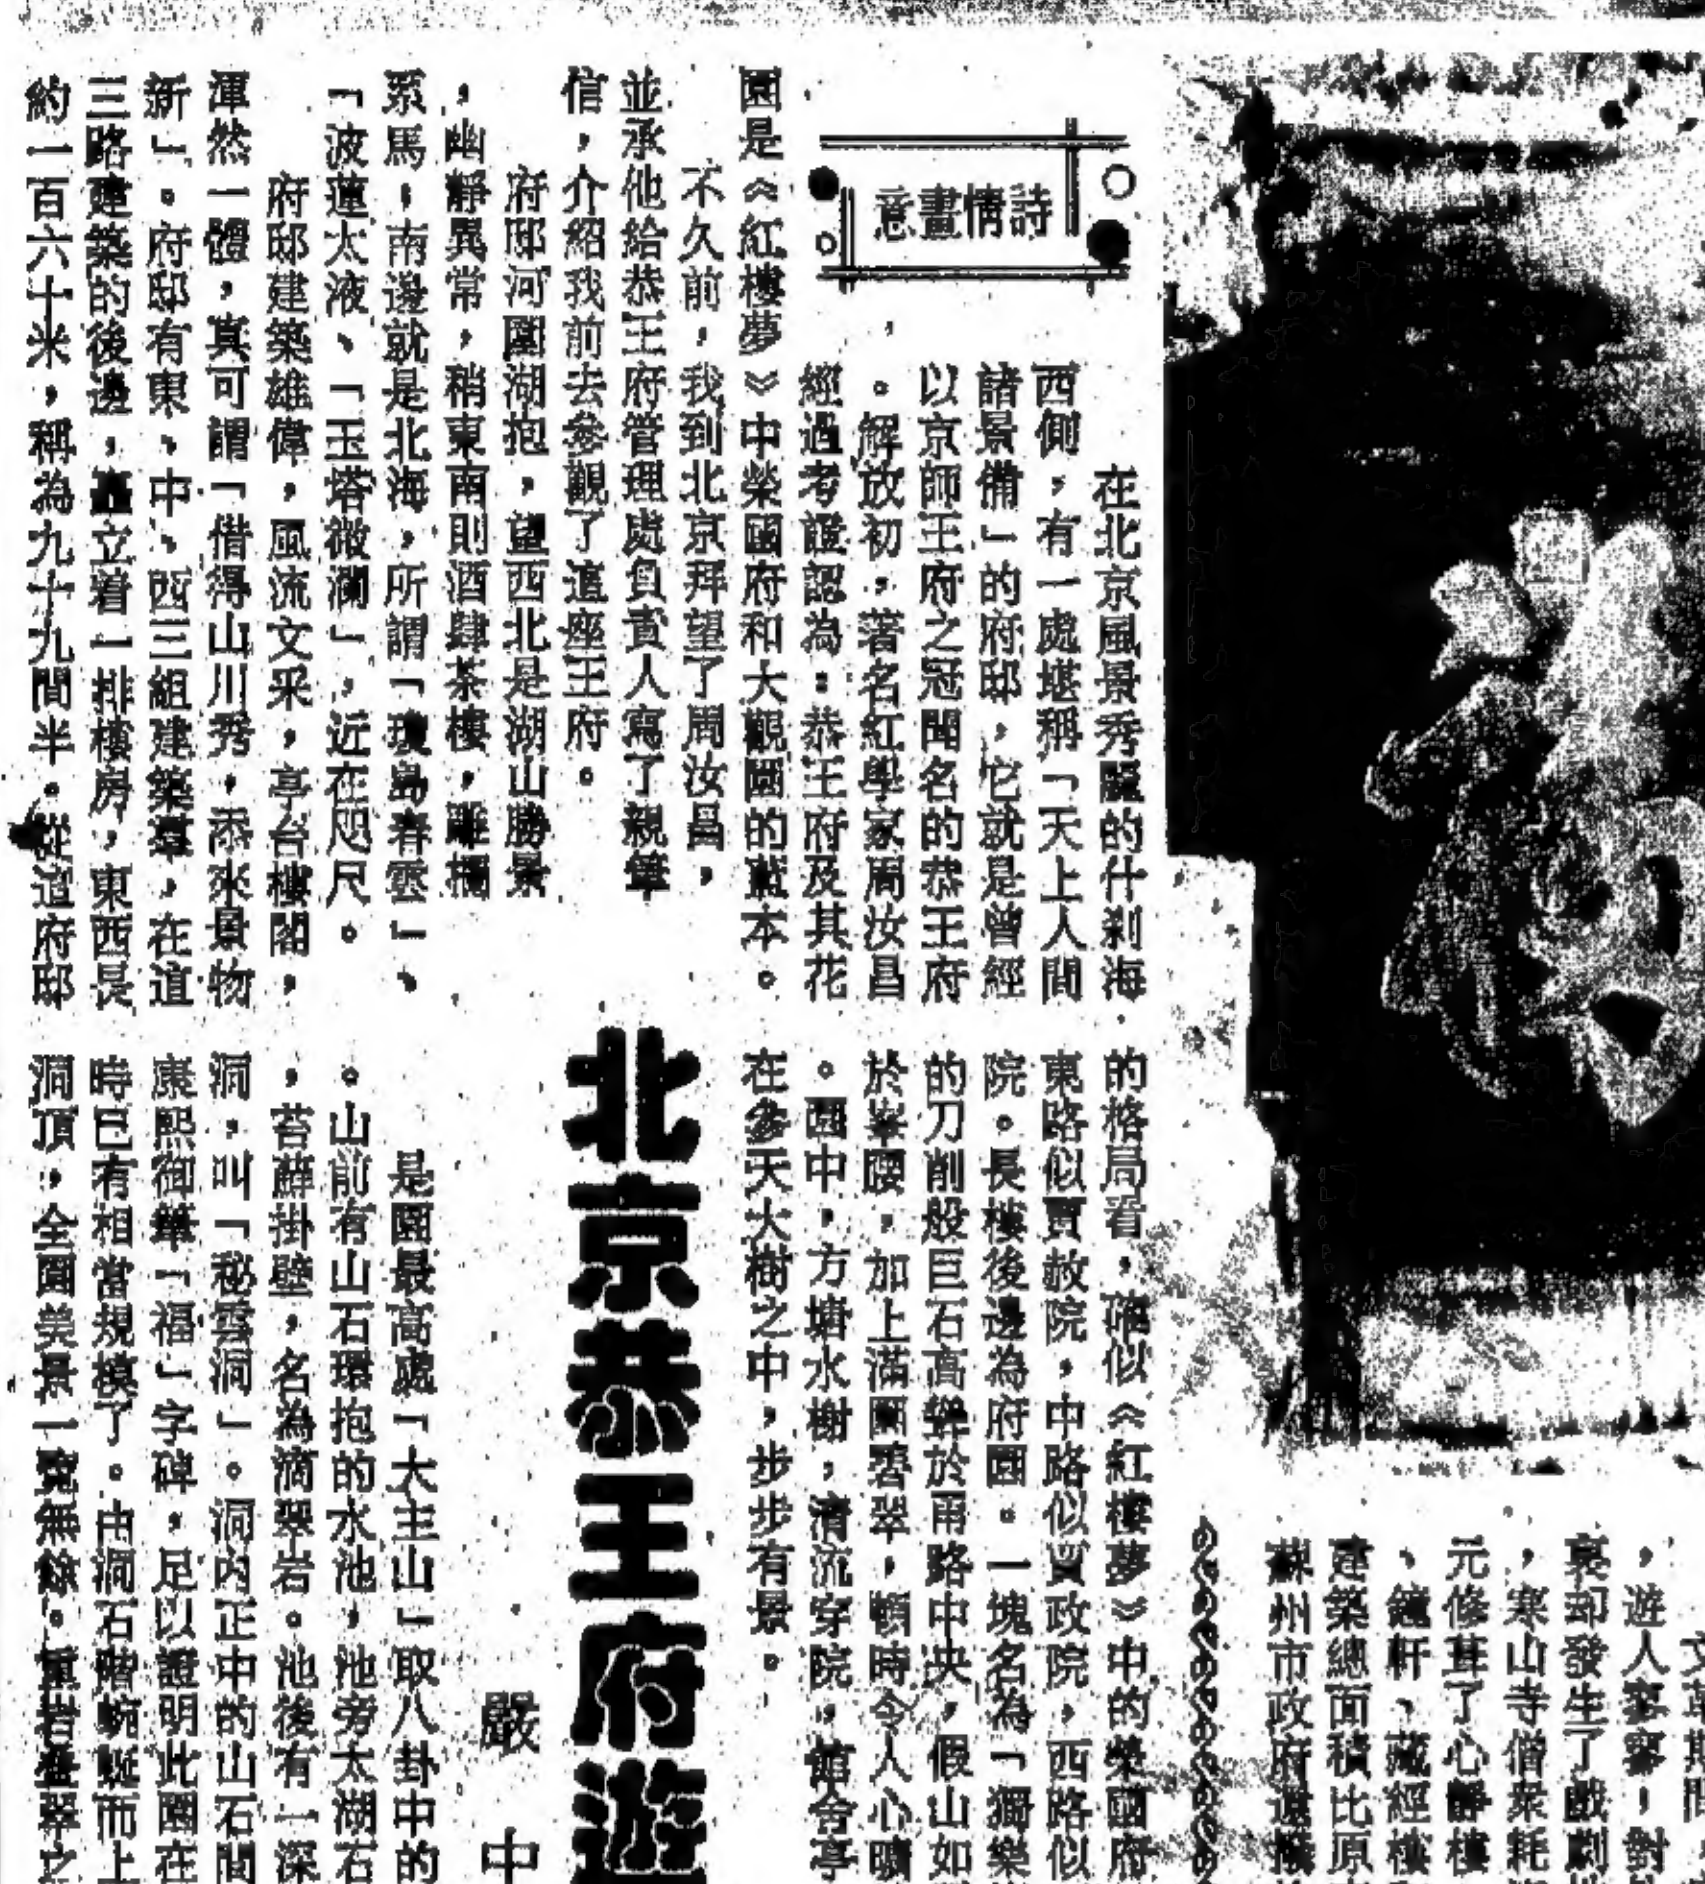 詩情畫意
北京恭王府遊
嚴 中
在北京風景秀麗的什刹海
西側，有一處堪稱「天上人間
諸景備」的府邸，它就是曾經
以京師王府之冠聞名的恭王府
。解放初，著名紅學家周汝昌
經過考證認為：恭王府及其花
園是《紅樓夢》中榮國府和大觀園的藍本。
不久前，我到北京拜望了周汝昌，
並承他給恭王府管理處負責人寫了親筆
信，介紹我前去參觀了這座王府。
府邸河圍湖抱，望西北是湖山勝景
，幽靜異常，稍東南則酒肆茶樓，雕欄
系馬，南邊就是北海，所謂「瓊島春雲」、
「波蓮太液、「玉塔微瀾」，近在咫尺。
府邸建築雄偉，風流文采，亭台樓閣，
渾然一體，真可謂「借得山川秀，添來景物
新」。府邸有東、中、西三組建築羣，在這
三路建築的後邊，矗立着一排樓房，東西長
約一百六十米，稱為九十九間半。從這府邸
的格局看，確似《紅樓夢》中的榮國府
東路似賈赦院，中路似賈政院，西路似
院。長樓後邊為府園。一塊名為「獨樂
的刀削般巨石高聳於甬路中央，假山如
於峯腰，加上滿園碧翠，頓時令人心曠
。園中，方塘水榭，清流穿院，館舍亭
在參天大樹之中，步步有景。
是園最高處「大主山」取八卦中的
。山前有山石環抱的水池，池旁太湖石
，苔蘚掛壁，名為滴翠岩。池後有一深
洞，叫「秘雲洞」。洞內正中的山石間
康熙御筆「福」字碑，足以證明此園在
時已有相當規模了。由洞石階蜿蜒而上
洞頂，全園美景一覽無餘。重岩疊翠之
，遊人寥寥！對
裏却發生了戲劇
，寒山寺僧衆耗
元修葺了心靜樓
、鐘軒、藏經樓
建築總面積比原
蘇州市政府還撥